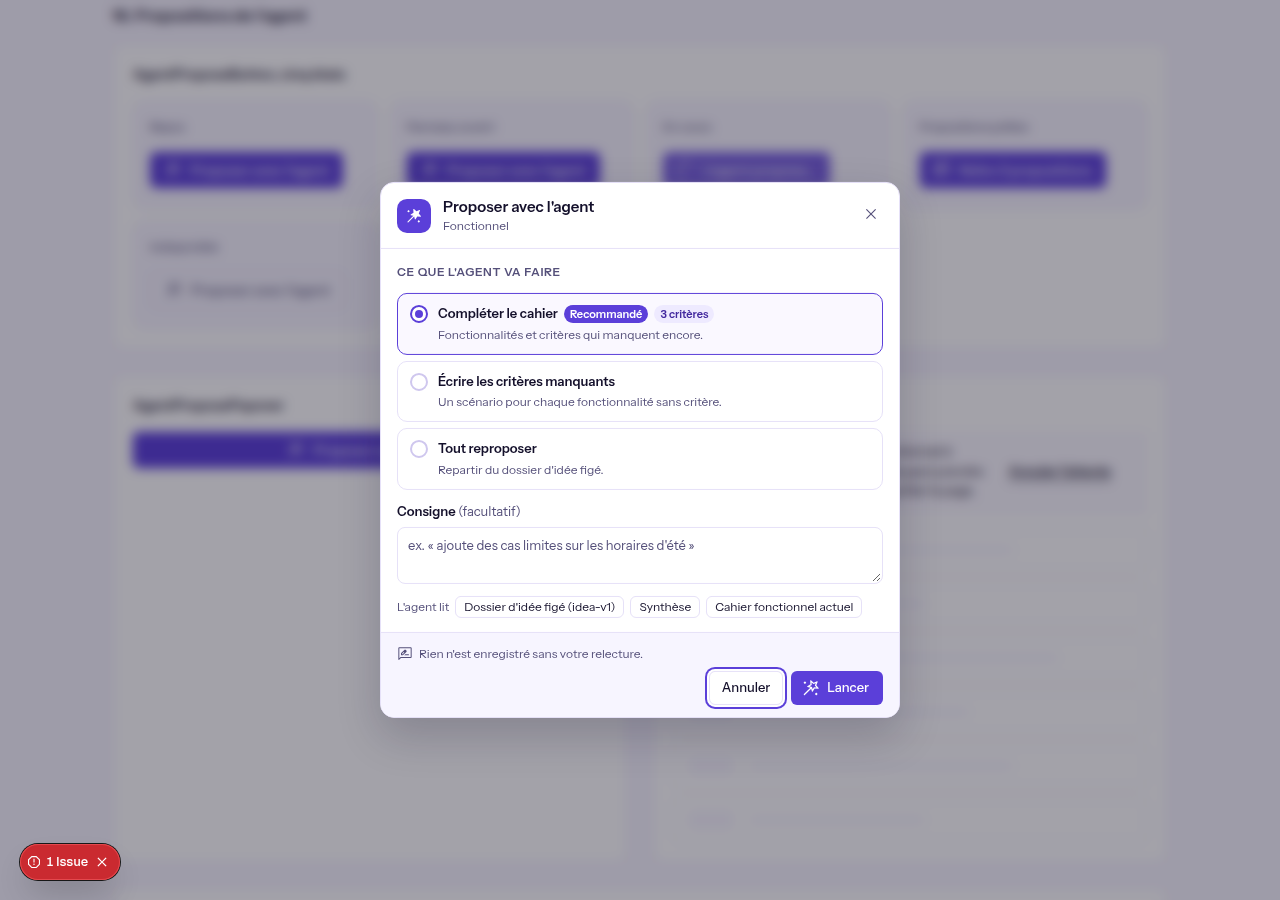 Proposer avec l'agent
Fonctionnel
CE QUE L'AGENT VA FAIRE
Compléter le cahier Recommandé 3 critères
Fonctionnalités et critères qui manquent encore.
Écrire les critères manquants
Un scénario pour chaque fonctionnalité sans critère.
Tout reproposer
Repartir du dossier d'idée figé.
Consigne (facultatif)
ex. « ajoute des cas limites sur les horaires d'été »
L'agent lit Dossier d'idée figé (idea-v1) Synthèse Cahier fonctionnel actuel
Rien n'est enregistré sans votre relecture.
Annuler Lancer
1 Issue